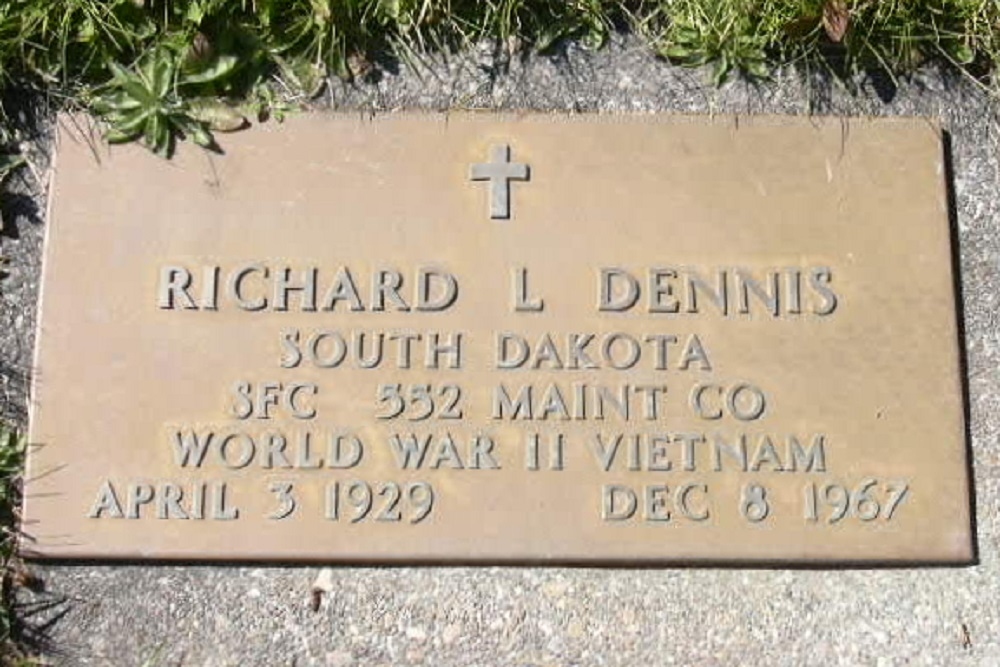 RICHARD L DENNIS
SOUTH DAKOTA
SFC 552 MAINT CO
WORLD WAR II VIETNAM
APRIL 3 1929 DEC 8 1967